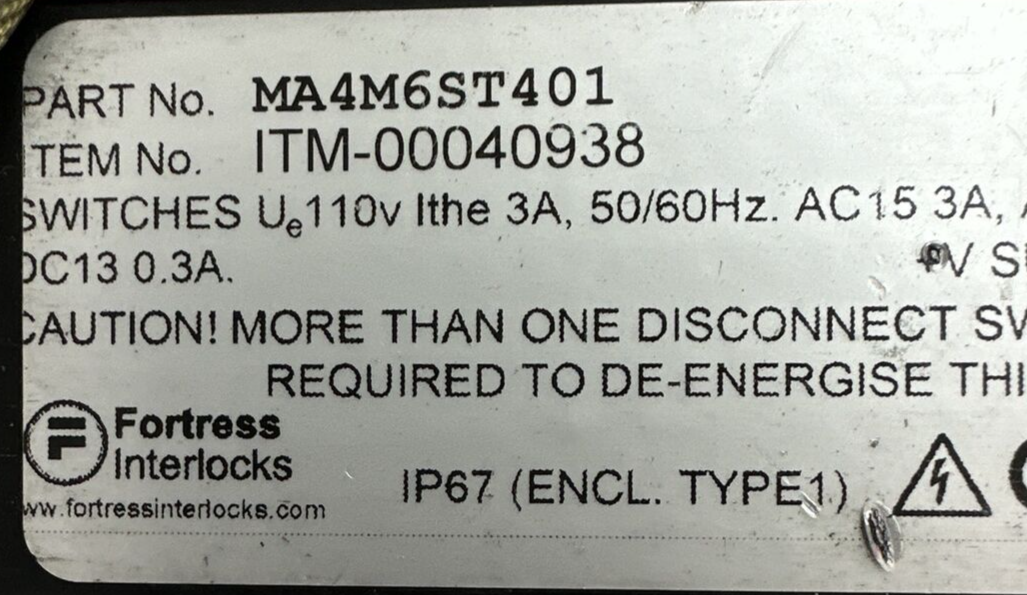 PART No. MA4M6ST401
ITEM No. ITM-00040938
SWITCHES Ue110v Ithe 3A, 50/60Hz. AC15 3A,
DC13 0.3A.
CAUTION! MORE THAN ONE DISCONNECT
REQUIRED TO DE-ENERGISE
Fortress
Interlocks
www.fortressinterlocks.com
IP67 (ENCL. TYPE1)